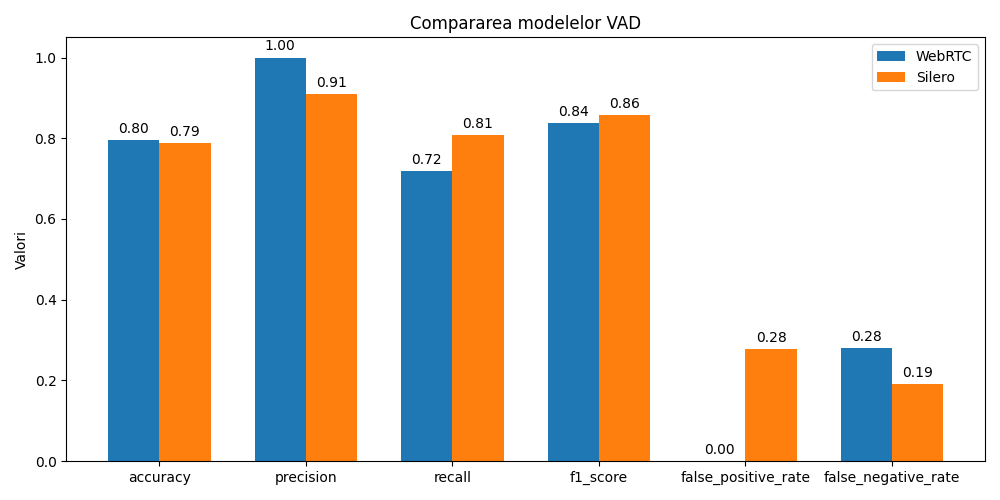 Compararea modelelor VAD
WebRTC
Silero
Valori
1.0
0.8
0.6
0.4
0.2
0.0
0.80
0.79
1.00
0.91
0.72
0.81
0.84
0.86
0.00
0.28
0.28
0.19
accuracy
precision
recall
f1_score
false_positive_rate
false_negative_rate